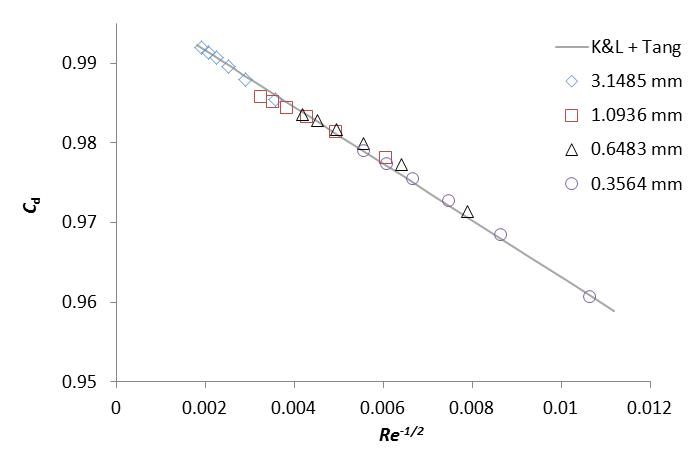 K&L + Tang
3.1485 mm
1.0936 mm
0.6483 mm
0.3564 mm
0.99
0.98
0.97
0.96
0.95
Cd
0 0.002 0.004 0.006 0.008 0.01 0.012
Re-1/2